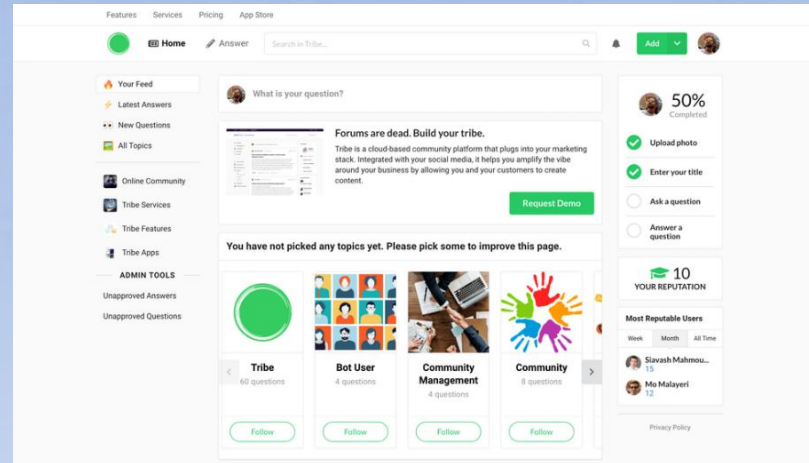 Features Services Pricing App Store
Home Answer Search in Tribe... Add
Your Feed
Latest Answers
New Questions
All Topics
Online Community
Tribe Services
Tribe Features
Tribe Apps
ADMIN TOOLS
Unapproved Answers
Unapproved Questions
What is your question?
Forums are dead. Build your tribe.
Tribe is a cloud-based community platform that plugs into your marketing
stack. Integrated with your social media, it helps you amplify the vibe
around your business by allowing you and your customers to create
content.
Request Demo
You have not picked any topics yet. Please pick some to improve this page.
Tribe
60 questions
Follow
Bot User
4 questions
Follow
Community
Management
4 questions
Follow
Community
8 questions
Follow
50%
Completed
Upload photo
Enter your title
Ask a question
Answer a
question
10
YOUR REPUTATION
Most Reputable Users
Week Month All Time
Siavash Mahmou...
15
Mo Malayeri
12
Privacy Policy